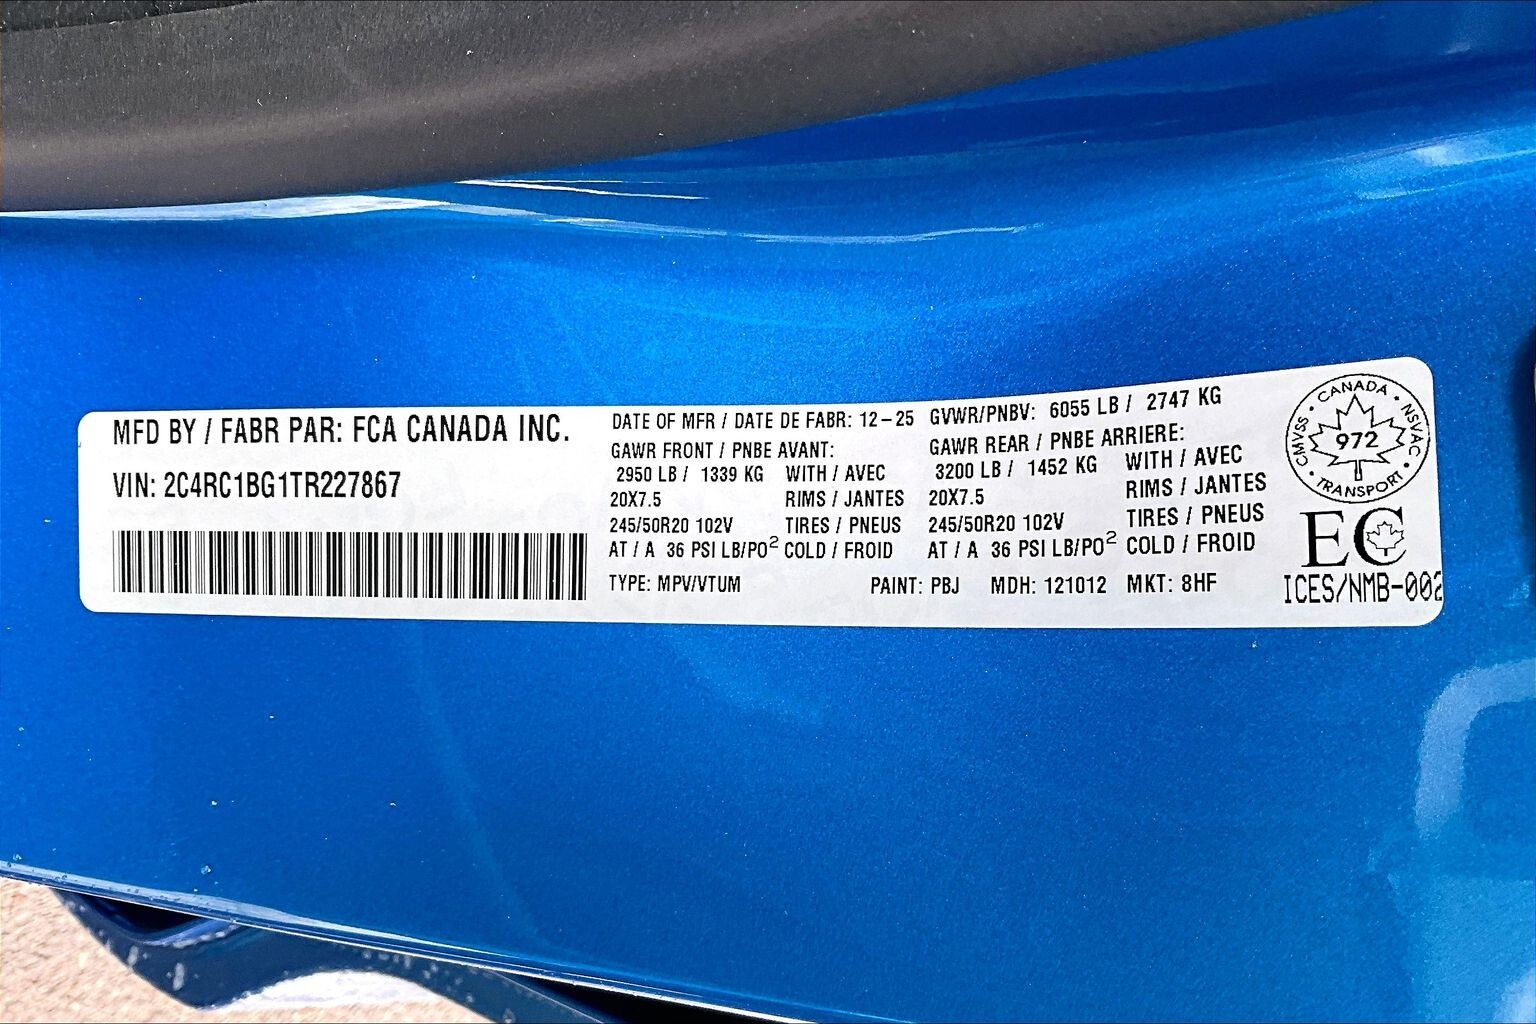 MFD BY / FABR PAR: FCA CANADA INC.
VIN: 2C4RC1BG1TR227867
DATE OF MFR / DATE DE FABR: 12-25 GVWR/PNBV: 6055 LB / 2747 KG
GAWR FRONT / PNBE AVANT: GAWR REAR / PNBE ARRIERE:
2950 LB / 1339 KG WITH / AVEC 3200 LB / 1452 KG WITH / AVEC
20X7.5 RIMS / JANTES 20X7.5 RIMS / JANTES
245/50R20 102V TIRES / PNEUS 245/50R20 102V TIRES / PNEUS
AT / A 36 PSI LB/PO² COLD / FROID AT / A 36 PSI LB/PO² COLD / FROID
TYPE: MPV/VTUM PAINT: PBJ MDH: 121012 MKT: 8HF
CANADA • NSVAC • TRANSPORT • CMVSS •
972
EC
ICES/NMB-002